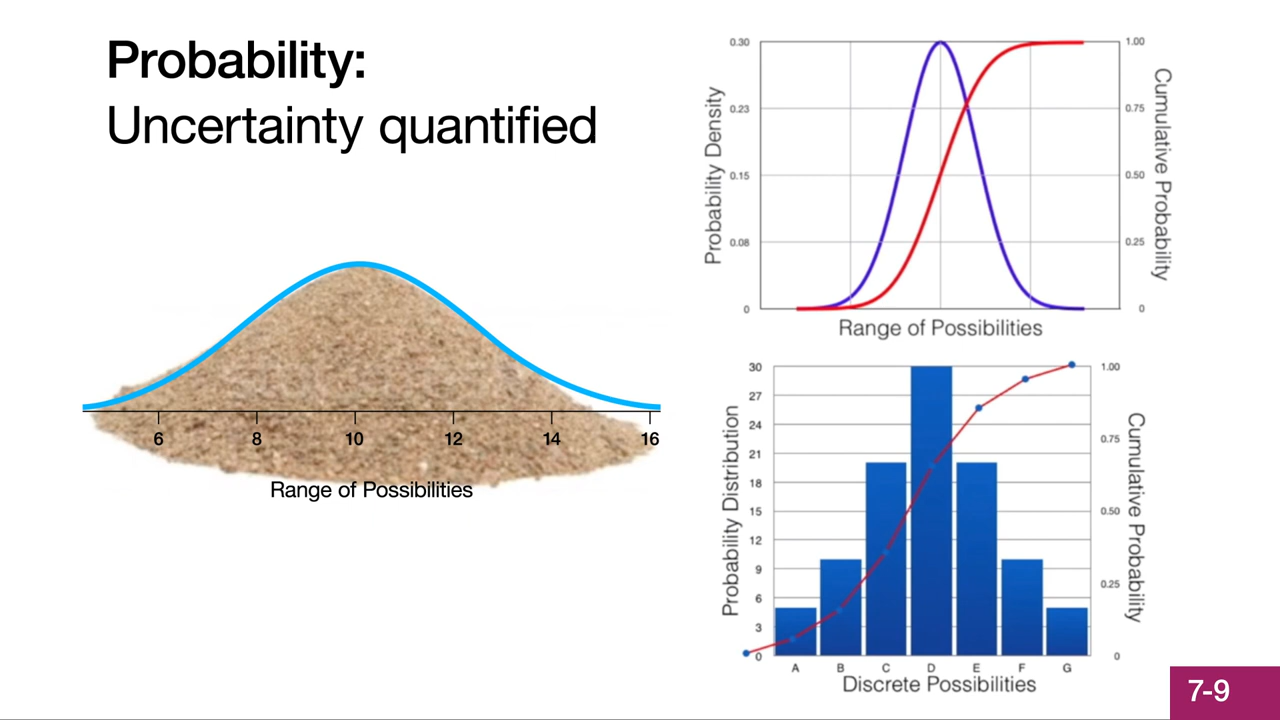 Probability:
Uncertainty quantified
6 8 10 12 14 16
Range of Possibilities
Probability Density
0.30
0.23
0.15
0.08
0
1.00
0.75
0.50
0.25
0
Cumulative Probability
Range of Possibilities
Probability Distribution
30
27
24
21
18
15
12
9
6
3
0
1.00
0.75
0.50
0.25
0
Cumulative Probability
A B C D E F G
Discrete Possibilities
7-9